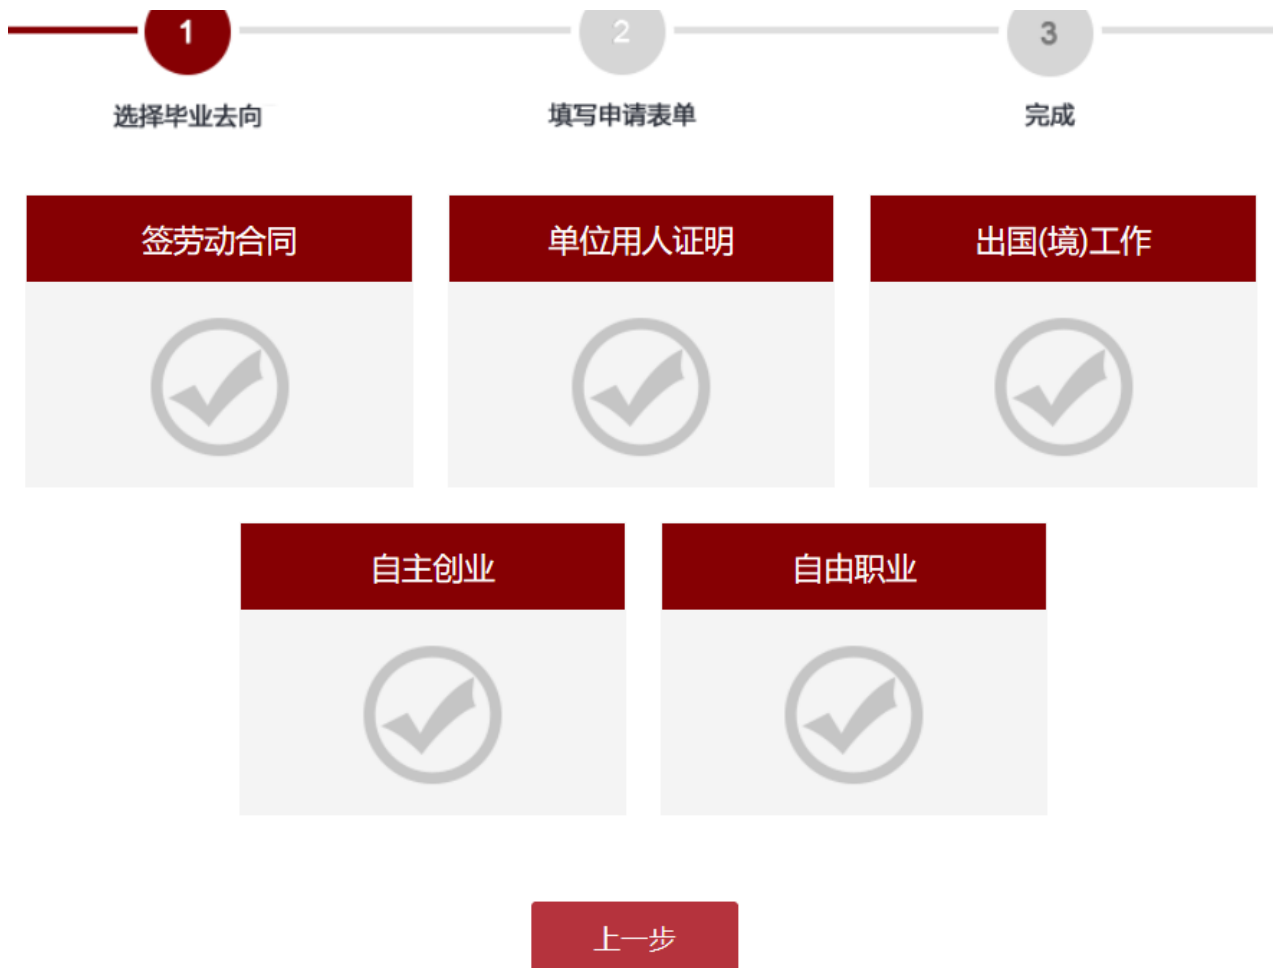 1
2
3
选择毕业去向
填写申请表单
完成
签劳动合同
单位用人证明
出国(境)工作
自主创业
自由职业
上一步